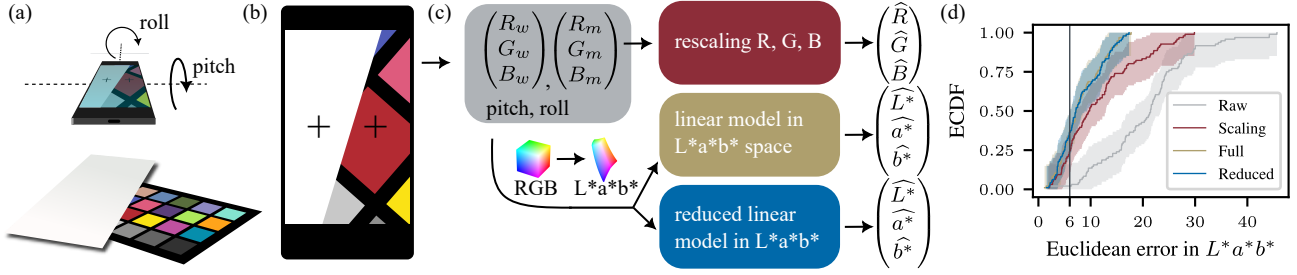 (a)
roll
pitch
(b)
(c)
R_w
G_w
B_w
,
R_m
G_m
B_m
pitch, roll
RGB
L*a*b*
rescaling R, G, B
linear model in
L*a*b* space
reduced linear
model in L*a*b*
R̂
Ĝ
B̂
L̂*
â*
b̂*
L̂*
â*
b̂*
(d)
ECDF
1.00
0.75
0.50
0.25
0.00
Raw
Scaling
Full
Reduced
1 6 10 20 30 40
Euclidean error in L*a*b*